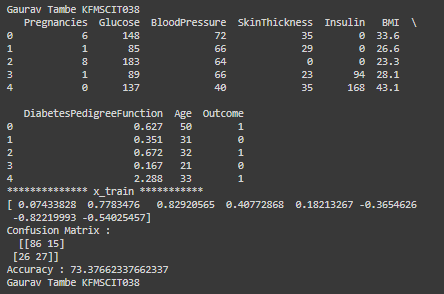 Gaurav Tambe KFMSCIT038
   Pregnancies  Glucose  BloodPressure  SkinThickness  Insulin   BMI  \
0            6      148             72             35        0  33.6
1            1       85             66             29        0  26.6
2            8      183             64              0        0  23.3
3            1       89             66             23       94  28.1
4            0      137             40             35      168  43.1
   DiabetesPedigreeFunction  Age  Outcome
0                     0.627   50        1
1                     0.351   31        0
2                     0.672   32        1
3                     0.167   21        0
4                     2.288   33        1
************** x_train ***********
[ 0.07433828  0.7783476   0.82920565  0.40772868  0.18213267 -0.3654626
 -0.82219993 -0.54025457]
Confusion Matrix :
  [[86 15]
 [26 27]]
Accuracy : 73.37662337662337
Gaurav Tambe KFMSCIT038